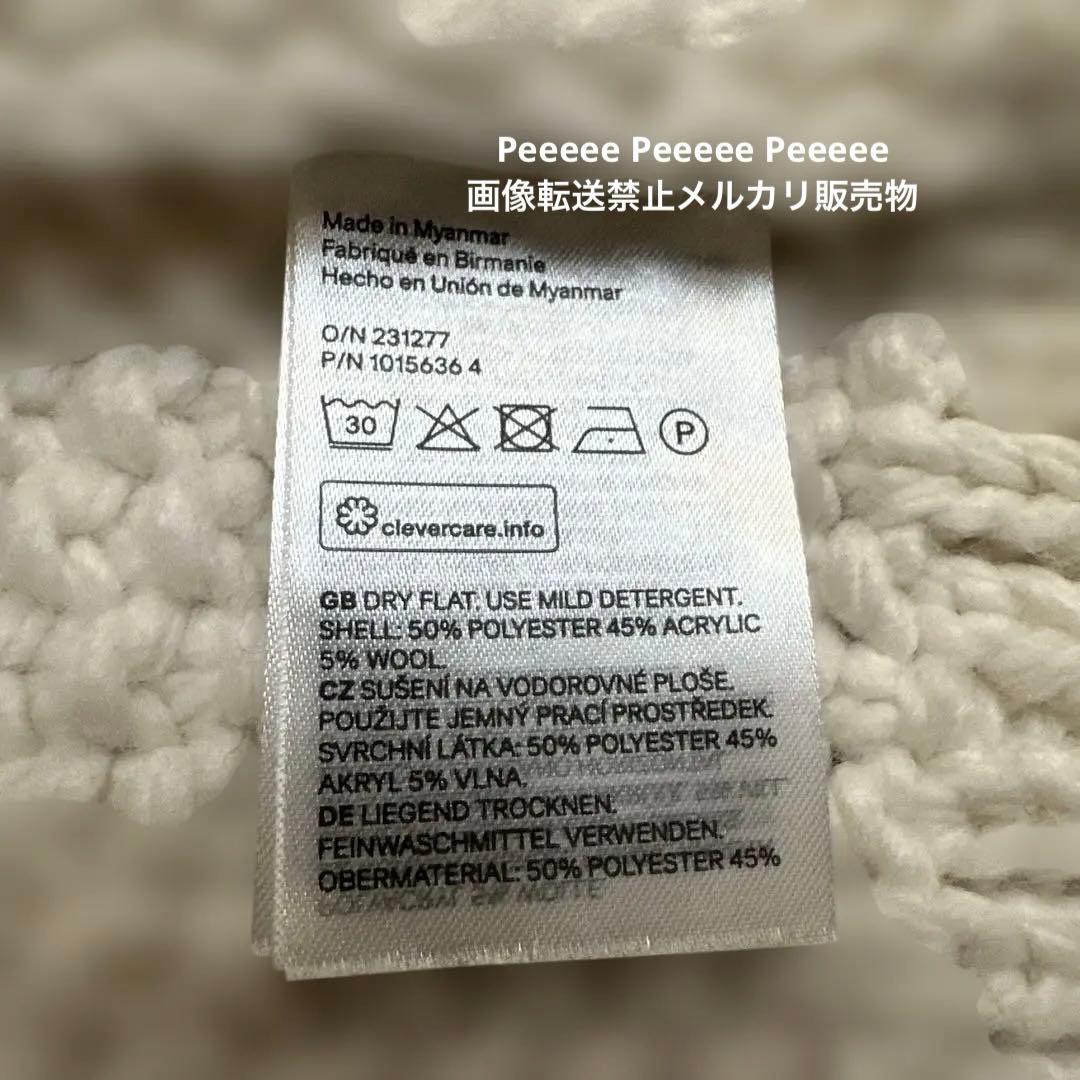 Peeeee Peeeee Peeeee
画像転送禁止メルカリ販売物
Made in Myanmar
Fabriqué en Birmanie
Hecho en Unión de Myanmar
O/N 231277
P/N 1015636 4
30
P
clevercare.info
GB DRY FLAT. USE MILD DETERGENT.
SHELL: 50% POLYESTER 45% ACRYLIC
5% WOOL.
CZ SUŠENÍ NA VODOROVNÉ PLOŠE.
POUŽIJTE JEMNÝ PRACÍ PROSTŘEDEK.
SVRCHNÍ LÁTKA: 50% POLYESTER 45%
AKRYL 5% VLNA.
DE LIEGEND TROCKNEN.
FEINWASCHMITTEL VERWENDEN.
OBERMATERIAL: 50% POLYESTER 45%